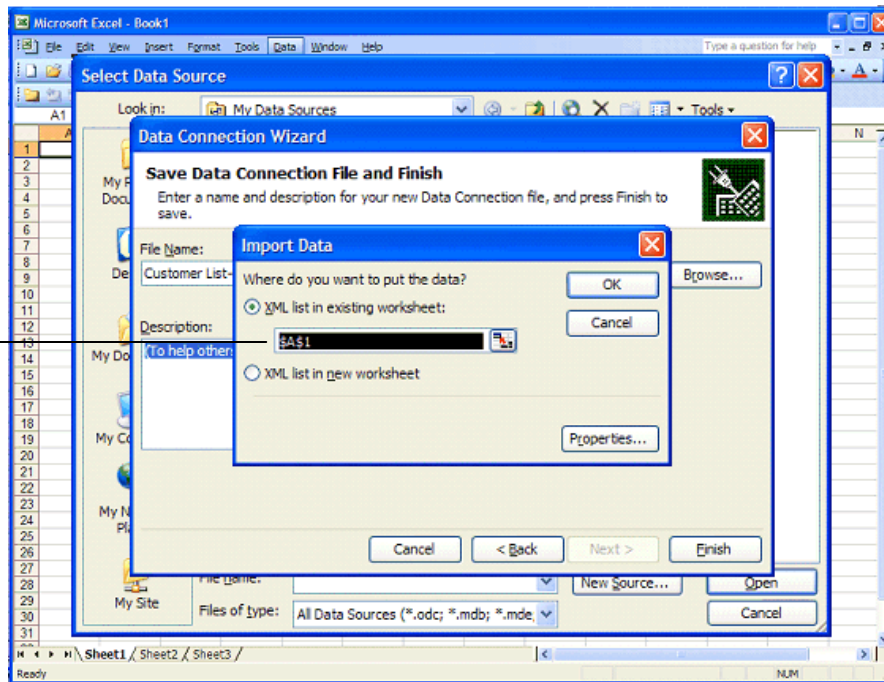 Microsoft Excel - Book1
File Edit View Insert Format Tools Data Window Help
Type a question for help
Select Data Source
Look in: My Data Sources
Tools
A1
N
Data Connection Wizard
Save Data Connection File and Finish
Enter a name and description for your new Data Connection file, and press Finish to
save.
File Name:
Customer List-
Browse...
Description:
(To help others
Import Data
Where do you want to put the data?
XML list in existing worksheet:
$A$1
XML list in new worksheet
OK
Cancel
Properties...
Cancel
< Back
Next >
Finish
My
My
My
My Site
File name:
New Source...
Open
Files of type: All Data Sources (*.odc; *.mdb; *.mde,
Cancel
1
2
3
4
5
6
7
8
9
10
11
12
13
14
15
16
17
18
19
20
21
22
23
24
25
26
27
28
29
30
31
Sheet1 / Sheet2 / Sheet3 /
Ready
NUM